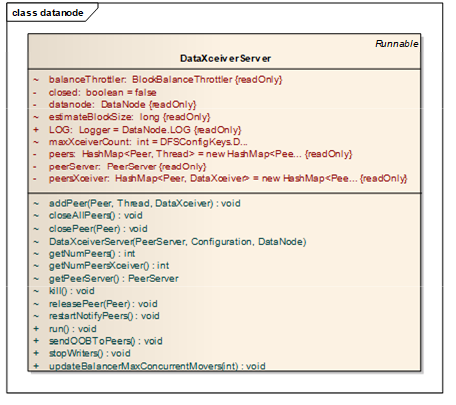 class datanode
Runnable
DataXceiverServer
~ balanceThrottler: BlockBalanceThrottler {readOnly}
- closed: boolean = false
- datanode: DataNode {readOnly}
~ estimateBlockSize: long {readOnly}
+ LOG: Logger = DataNode.LOG {readOnly}
~ maxXceiverCount: int = DFSConfigKeys.D...
- peers: HashMap<Peer, Thread> = new HashMap<Pee... {readOnly}
- peerServer: PeerServer {readOnly}
- peersXceiver: HashMap<Peer, DataXceiver> = new HashMap<Pee... {readOnly}
~ addPeer(Peer, Thread, DataXceiver) : void
~ closeAllPeers() : void
~ closePeer(Peer) : void
~ DataXceiverServer(PeerServer, Configuration, DataNode)
~ getNumPeers() : int
~ getNumPeersXceiver() : int
~ getPeerServer() : PeerServer
~ kill() : void
~ releasePeer(Peer) : void
~ restartNotifyPeers() : void
+ run() : void
~ sendOOBToPeers() : void
+ stopWriters() : void
+ updateBalancerMaxConcurrentMovers(int) : void